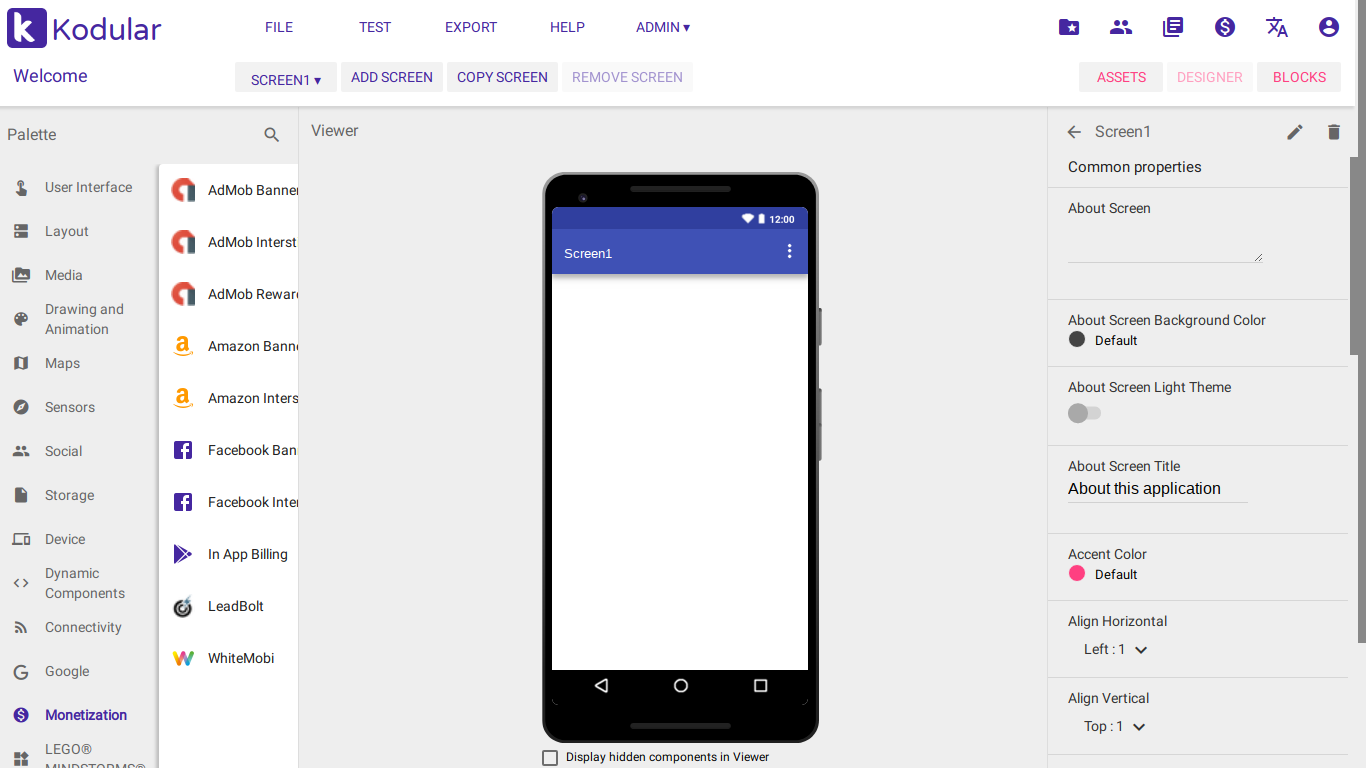 Kodular
FILE
TEST
EXPORT
HELP
ADMIN ▾
Welcome
SCREEN1 ▾
ADD SCREEN
COPY SCREEN
REMOVE SCREEN
ASSETS
DESIGNER
BLOCKS
Palette
User Interface
Layout
Media
Drawing and
Animation
Maps
Sensors
Social
Storage
Device
Dynamic
Components
Connectivity
Google
Monetization
LEGO®
MINDSTORMS®
AdMob Banner
AdMob Interst
AdMob Rewar
Amazon Bann
Amazon Inters
Facebook Ban
Facebook Inte
In App Billing
LeadBolt
WhiteMobi
Viewer
12:00
Screen1
Display hidden components in Viewer
Screen1
Common properties
About Screen
About Screen Background Color
Default
About Screen Light Theme
About Screen Title
About this application
Accent Color
Default
Align Horizontal
Left : 1
Align Vertical
Top : 1